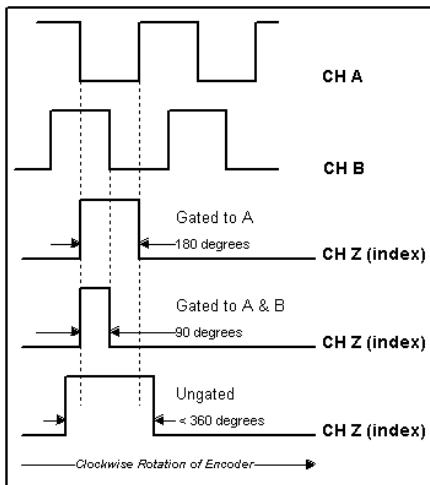 CH A
CH B
Gated to A
180 degrees
CH Z (index)
Gated to A & B
90 degrees
CH Z (index)
Ungated
< 360 degrees
CH Z (index)
Clockwise Rotation of Encoder